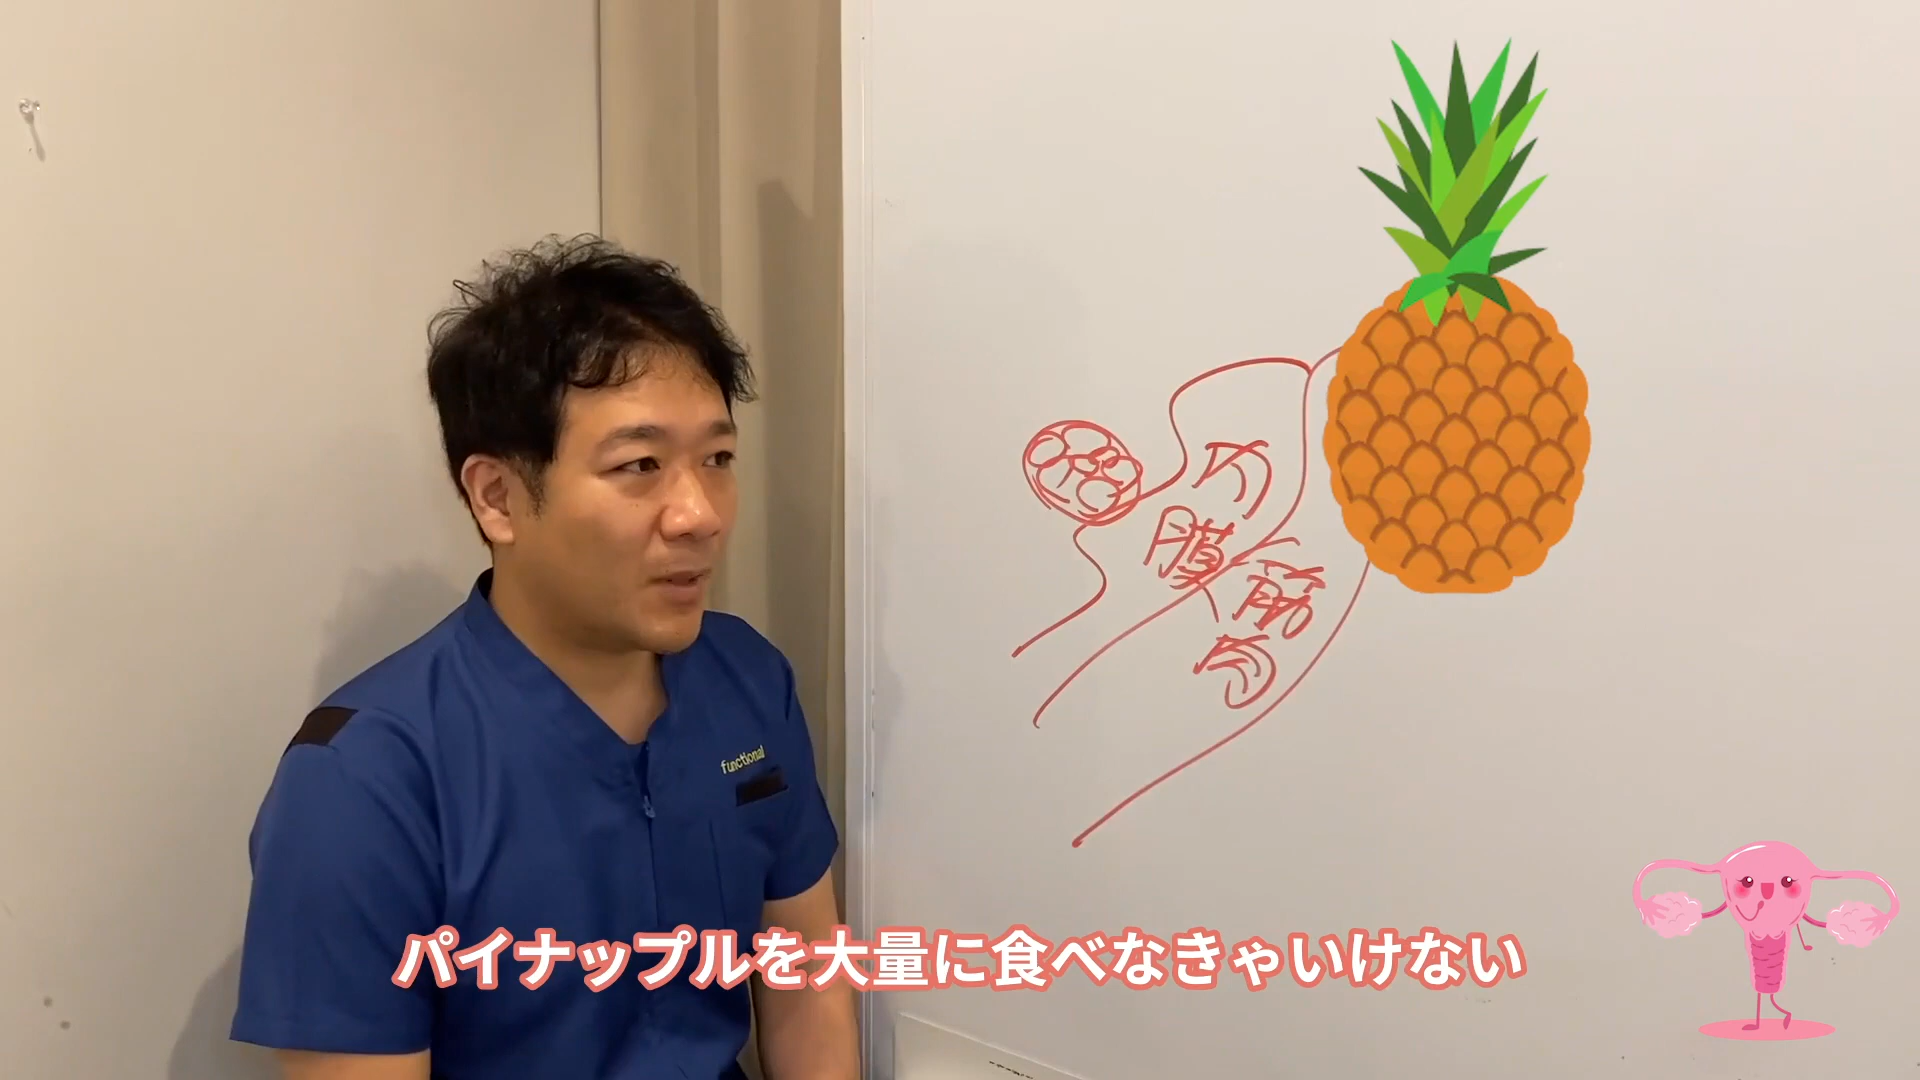 内
膜
筋
肉
functional
パイナップルを大量に食べなきゃいけない